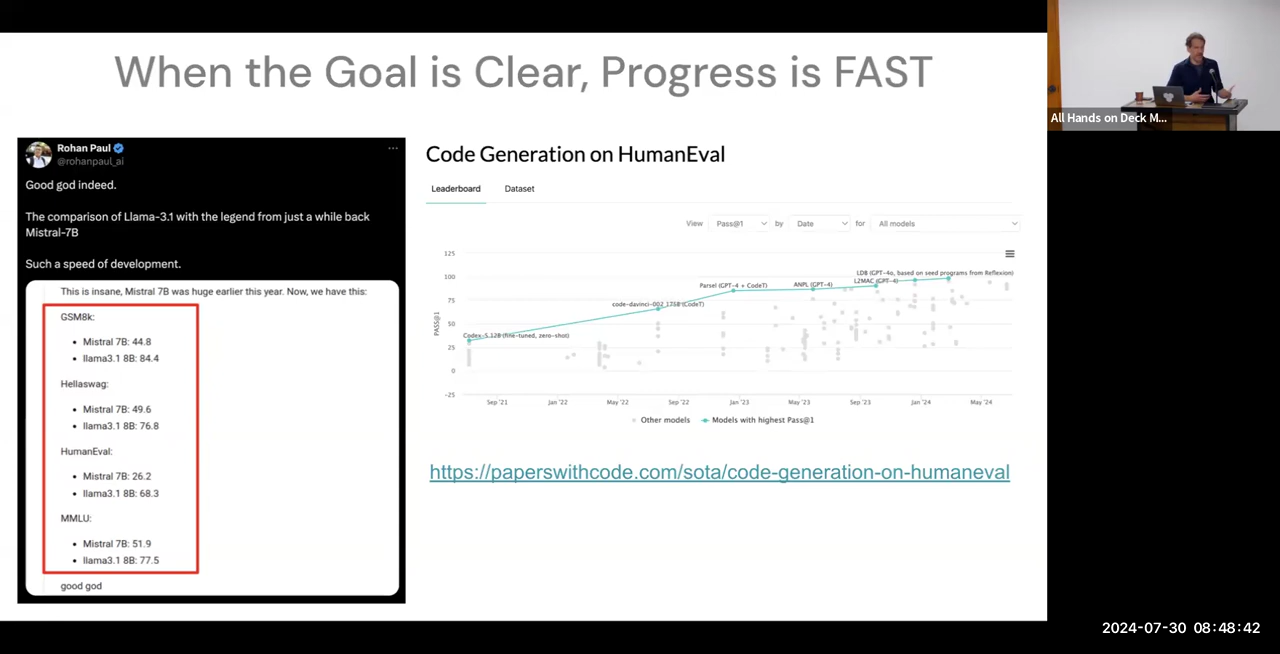 When the Goal is Clear, Progress is FAST
All Hands on Deck M...
Rohan Paul
@rohanpaul_ai
Good god indeed.
The comparison of Llama-3.1 with the legend from just a while back
Mistral-7B
Such a speed of development.
This is insane, Mistral 7B was huge earlier this year. Now, we have this:
GSM8k:
• Mistral 7B: 44.8
• llama3.1 8B: 84.4
Hellaswag:
• Mistral 7B: 49.6
• llama3.1 8B: 76.8
HumanEval:
• Mistral 7B: 26.2
• llama3.1 8B: 68.3
MMLU:
• Mistral 7B: 51.9
• llama3.1 8B: 77.5
good god
Code Generation on HumanEval
Leaderboard Dataset
View Pass@1 by Date for All models
PASS@1
125
100
75
50
25
0
-25
Codex-5.12B (fine-tuned, zero-shot)
code-davinci-002 175B (CodeT)
Parsel (GPT-4 + CodeT)
ANPL (GPT-4)
L2MAC (GPT-4)
LDB (GPT-4o, based on seed programs from Reflexion)
Sep '21 Jan '22 May '22 Sep '22 Jan '23 May '23 Sep '23 Jan '24 May '24
Other models Models with highest Pass@1
https://paperswithcode.com/sota/code-generation-on-humaneval
2024-07-30 08:48:42